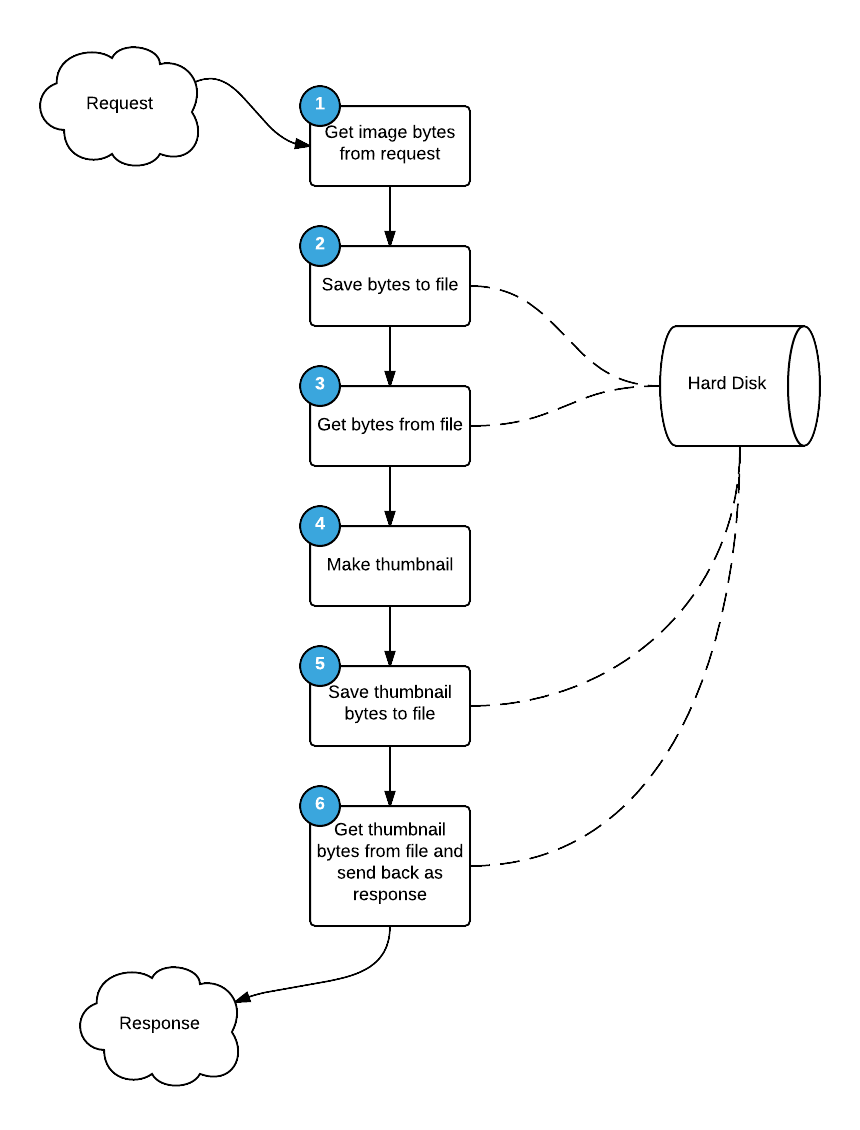 Request
1
Get image bytes
from request
2
Save bytes to file
3
Get bytes from file
Hard Disk
4
Make thumbnail
5
Save thumbnail
bytes to file
6
Get thumbnail
bytes from file and
send back as
response
Response